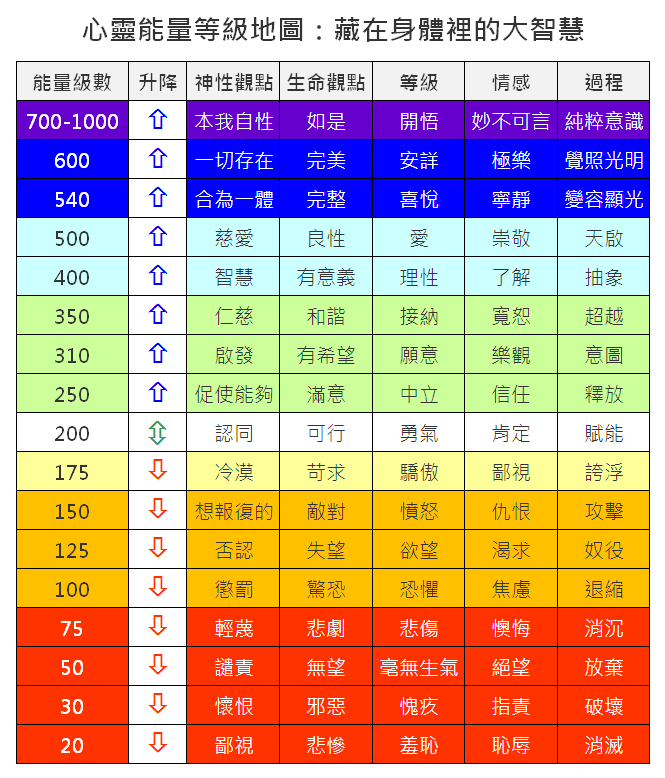 心靈能量等級地圖：藏在身體裡的大智慧
能量級數 升降 神性觀點 生命觀點 等級 情感 過程
700-1000 ⇧ 本我自性 如是 開悟 妙不可言 純粹意識
600 ⇧ 一切存在 完美 安詳 極樂 覺照光明
540 ⇧ 合為一體 完整 喜悅 寧靜 變容顯光
500 ⇧ 慈愛 良性 愛 崇敬 天啟
400 ⇧ 智慧 有意義 理性 了解 抽象
350 ⇧ 仁慈 和諧 接納 寬恕 超越
310 ⇧ 啟發 有希望 願意 樂觀 意圖
250 ⇧ 促使能夠 滿意 中立 信任 釋放
200 ⇳ 認同 可行 勇氣 肯定 賦能
175 ⇩ 冷漠 苛求 驕傲 鄙視 誇浮
150 ⇩ 想報復的 敵對 憤怒 仇恨 攻擊
125 ⇩ 否認 失望 欲望 渴求 奴役
100 ⇩ 懲罰 驚恐 恐懼 焦慮 退縮
75 ⇩ 輕蔑 悲劇 悲傷 懊悔 消沉
50 ⇩ 譴責 無望 毫無生氣 絕望 放棄
30 ⇩ 懷恨 邪惡 愧疚 指責 破壞
20 ⇩ 鄙視 悲慘 羞恥 恥辱 消滅